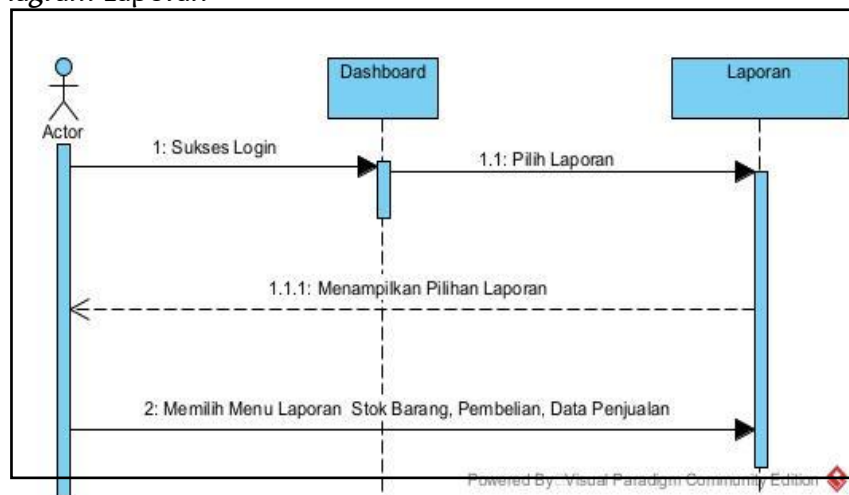 Laporan
Dashboard
Laporan
Actor
1: Sukses Login
1.1: Pilih Laporan
1.1.1: Menampilkan Pilihan Laporan
2: Memilih Menu Laporan Stok Barang, Pembelian, Data Penjualan
Powered By: Visual Paradigm Community Edition